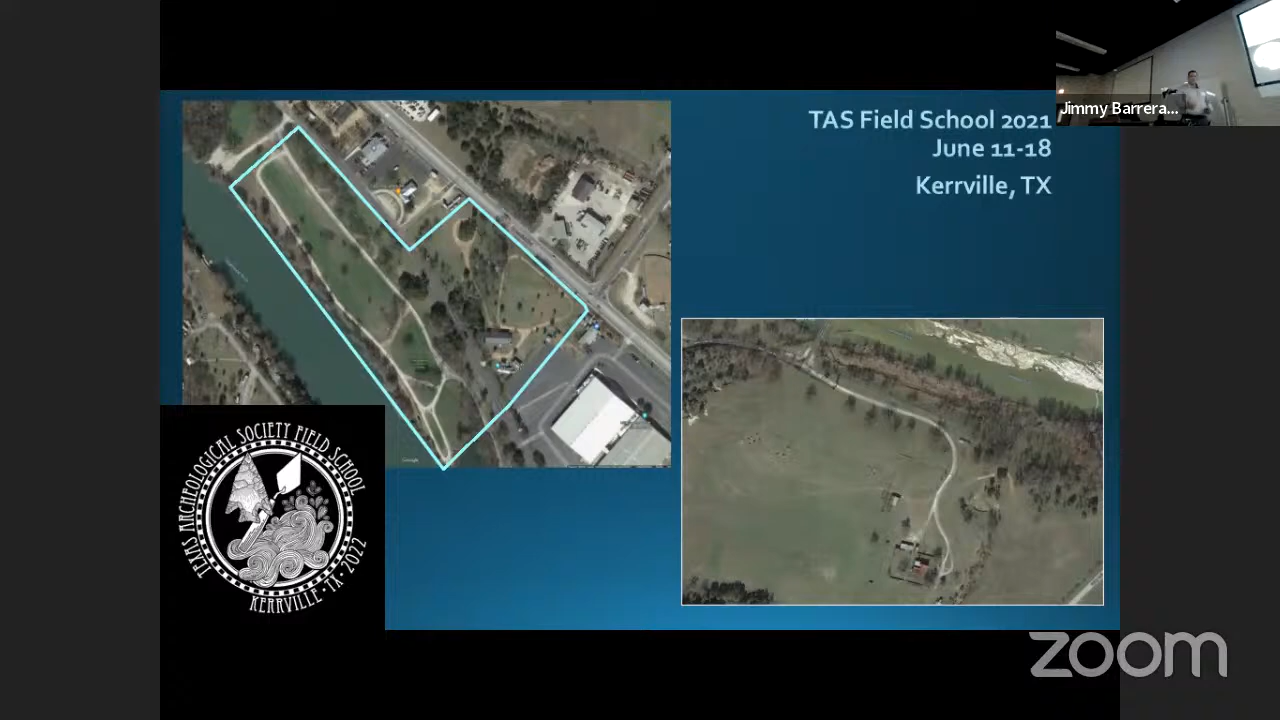 TAS Field School 2021
June 11-18
Kerrville, TX
Jimmy Barrera...
TEXAS ARCHEOLOGICAL SOCIETY FIELD SCHOOL
KERRVILLE • TX • 2022
Google
zoom